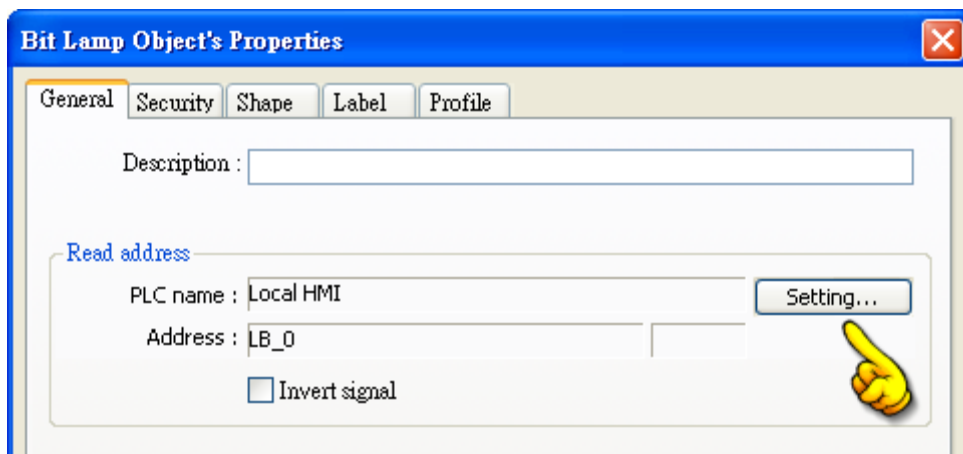 Bit Lamp Object's Properties
General Security Shape Label Profile
Description :
Read address
PLC name : Local HMI Setting...
Address : LB_0
Invert signal